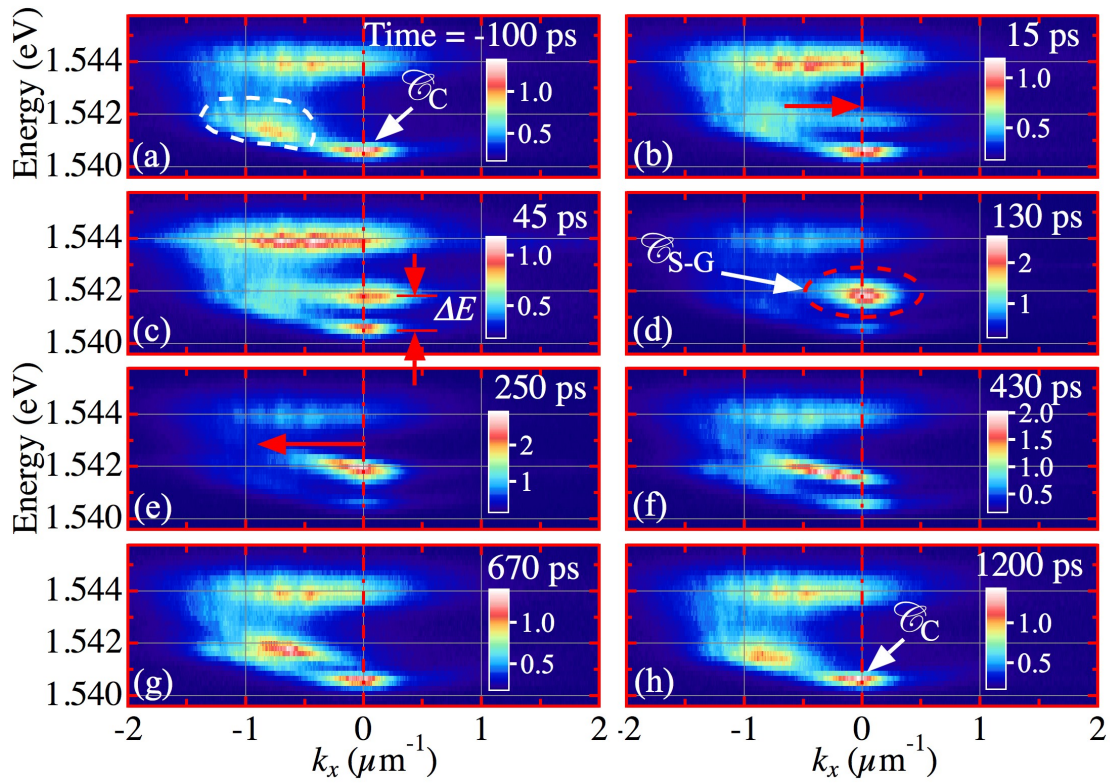 Energy (eV)
1.544
1.542
1.540
Time = -100 ps
𝒞C
1.0
0.5
(a)
15 ps
1.0
0.5
(b)
Energy (eV)
1.544
1.542
1.540
45 ps
1.0
0.5
ΔE
(c)
130 ps
𝒞S-G
2
1
(d)
Energy (eV)
1.544
1.542
1.540
250 ps
2
1
(e)
430 ps
2.0
1.5
1.0
0.5
(f)
1.544
1.542
1.540
670 ps
1.0
0.5
(g)
1200 ps
𝒞C
1.0
0.5
(h)
-2 -1 0 1 2
-2 -1 0 1 2
kx (μm-1)
kx (μm-1)